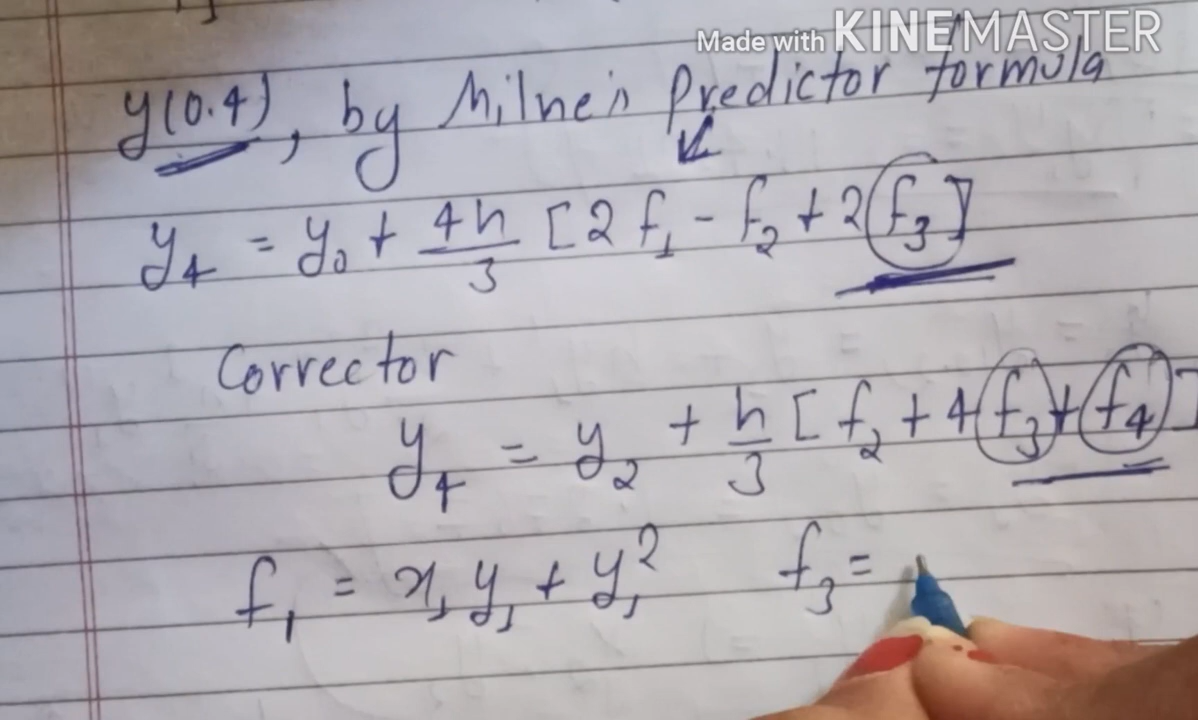 Made with KINEMASTER
y(0.4), by Milne's Predictor formula
y₄ = y₀ + 4h/3 [2f₁ - f₂ + 2f₃]
Corrector
y₄ = y₂ + h/3 [f₂ + 4f₃ + f₄]
f₁ = x₁y₁ + y₁² f₃ =